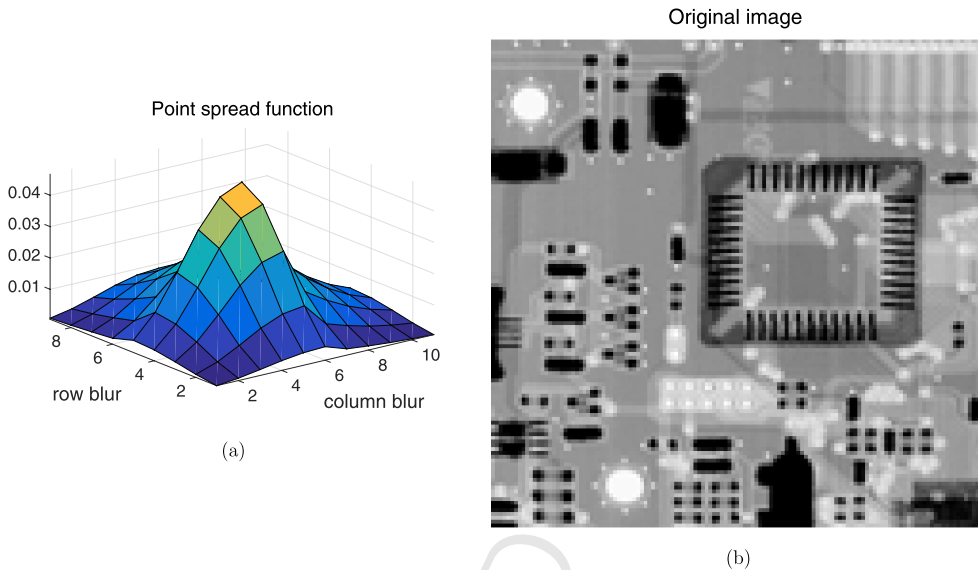 Point spread function
0.04
0.03
0.02
0.01
8
6
4
2
row blur
2
4
6
8
10
column blur
(a)
Original image
(b)